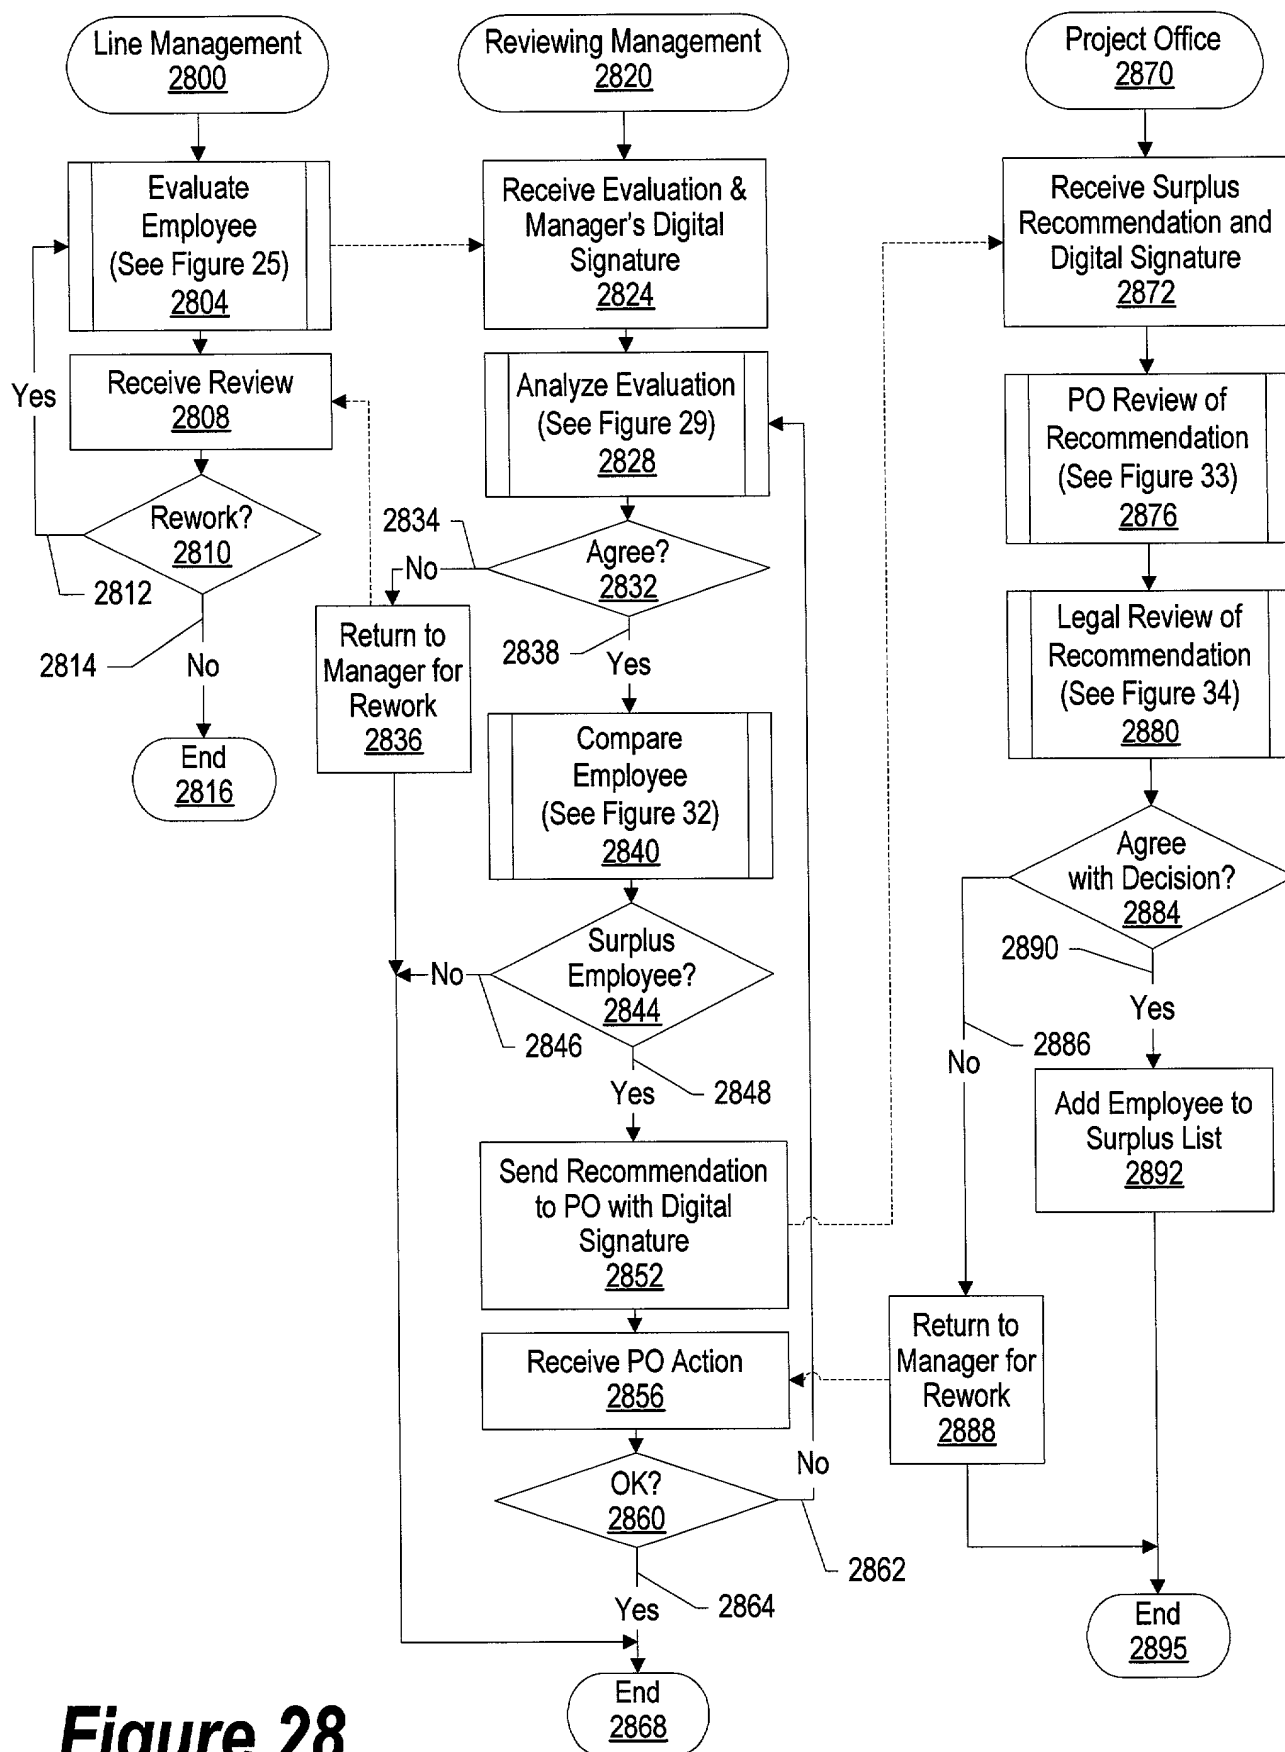 Line Management
2800
Evaluate
Employee
(See Figure 25)
2804
Receive Review
2808
Yes
Rework?
2810
2812
2814
No
End
2816
Reviewing Management
2820
Receive Evaluation &
Manager's Digital
Signature
2824
Analyze Evaluation
(See Figure 29)
2828
2834
No
Agree?
2832
2838
Yes
Return to
Manager for
Rework
2836
Compare
Employee
(See Figure 32)
2840
No
Surplus
Employee?
2844
2846
2848
Yes
Send Recommendation
to PO with Digital
Signature
2852
Receive PO Action
2856
No
OK?
2860
2862
2864
Yes
End
2868
Project Office
2870
Receive Surplus
Recommendation and
Digital Signature
2872
PO Review of
Recommendation
(See Figure 33)
2876
Legal Review of
Recommendation
(See Figure 34)
2880
Agree
with Decision?
2884
2890
Yes
2886
No
Add Employee to
Surplus List
2892
Return to
Manager for
Rework
2888
End
2895
Figure 28